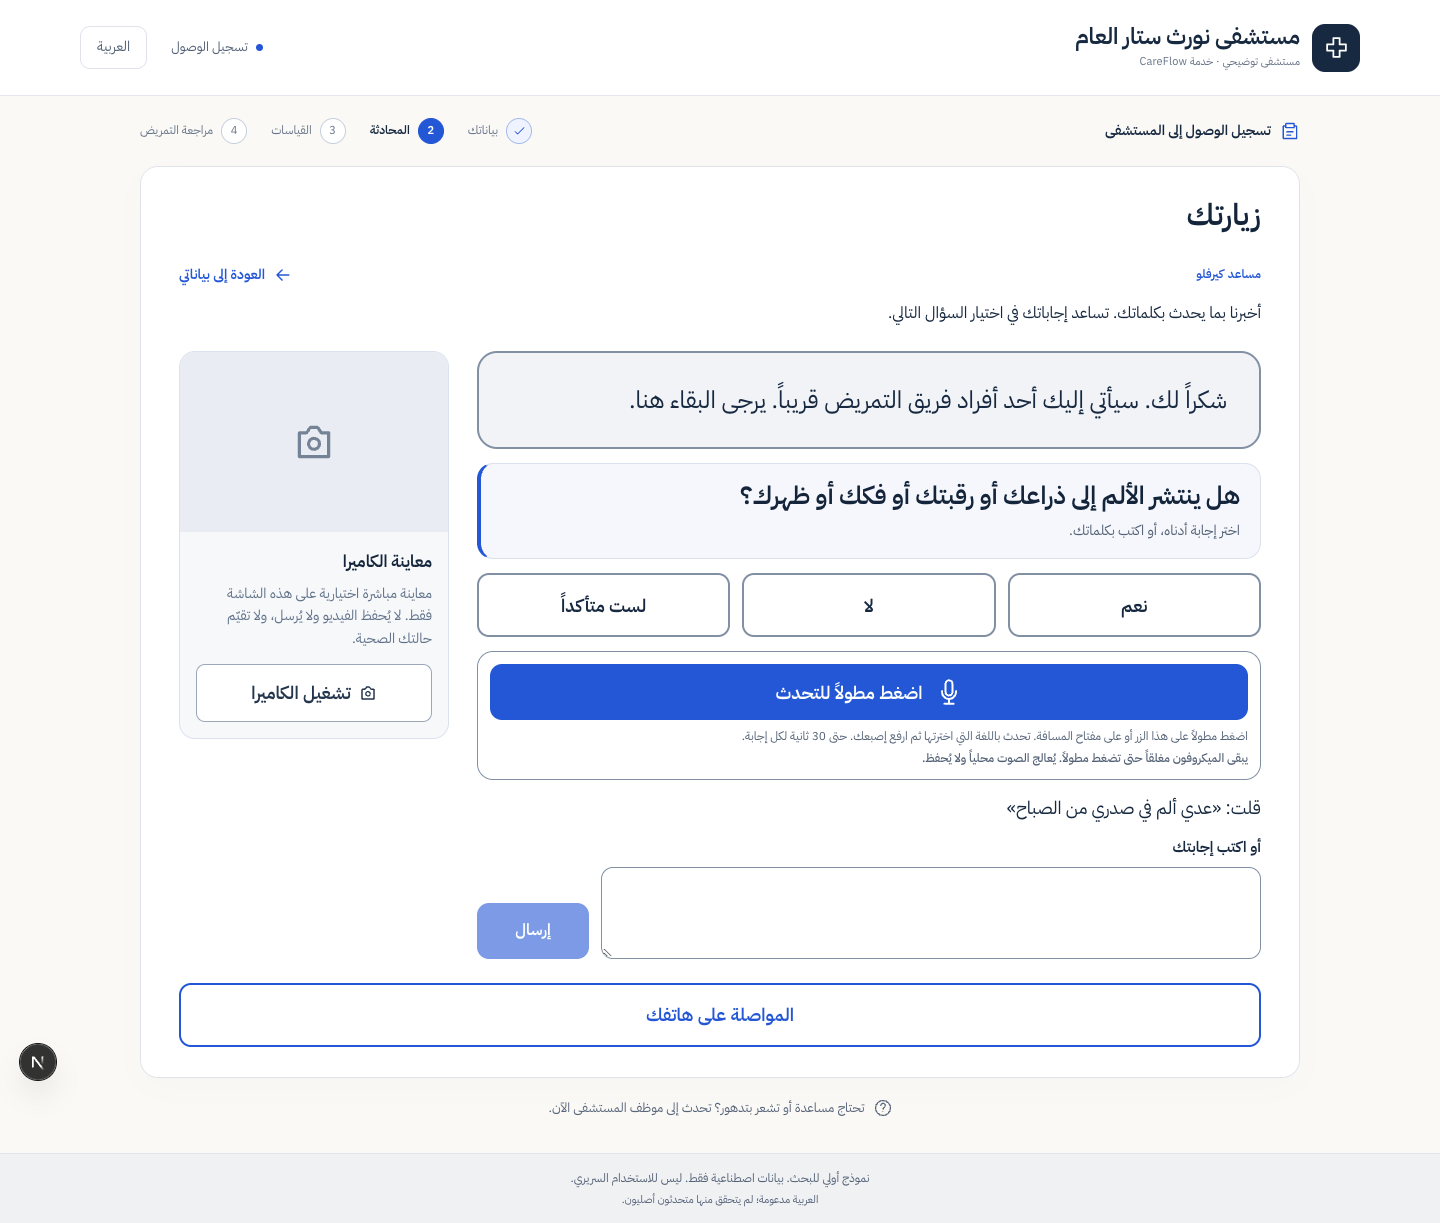 مستشفى نورث ستار العام
مستشفى توضيحي · خدمة CareFlow
تسجيل الوصول
العربية
تسجيل الوصول إلى المستشفى
بياناتك
2 المحادثة
3 القياسات
4 مراجعة التمريض
زيارتك
مساعد كيرفلو
العودة إلى بياناتي
أخبرنا بما يحدث بكلماتك. تساعد إجاباتك في اختيار السؤال التالي.
شكراً لك. سيأتي إليك أحد أفراد فريق التمريض قريباً. يرجى البقاء هنا.
هل ينتشر الألم إلى ذراعك أو رقبتك أو فكك أو ظهرك؟
اختر إجابة أدناه، أو اكتب بكلماتك.
نعم
لا
لست متأكداً
اضغط مطولاً للتحدث
اضغط مطولاً على هذا الزر أو على مفتاح المسافة. تحدث باللغة التي اخترتها ثم ارفع إصبعك. حتى 30 ثانية لكل إجابة.
يبقى الميكروفون مغلقاً حتى تضغط مطولاً. يُعالج الصوت محلياً ولا يُحفظ.
قلت: «عدي ألم في صدري من الصباح»
أو اكتب إجابتك
إرسال
معاينة الكاميرا
معاينة مباشرة اختيارية على هذه الشاشة
فقط. لا يُحفظ الفيديو ولا يُرسل، ولا تقيّم
حالتك الصحية.
تشغيل الكاميرا
المواصلة على هاتفك
N
تحتاج مساعدة أو تشعر بتدهور؟ تحدث إلى موظف المستشفى الآن.
نموذج أولي للبحث. بيانات اصطناعية فقط. ليس للاستخدام السريري.
العربية مدعومة؛ لم يتحقق منها متحدثون أصليون.